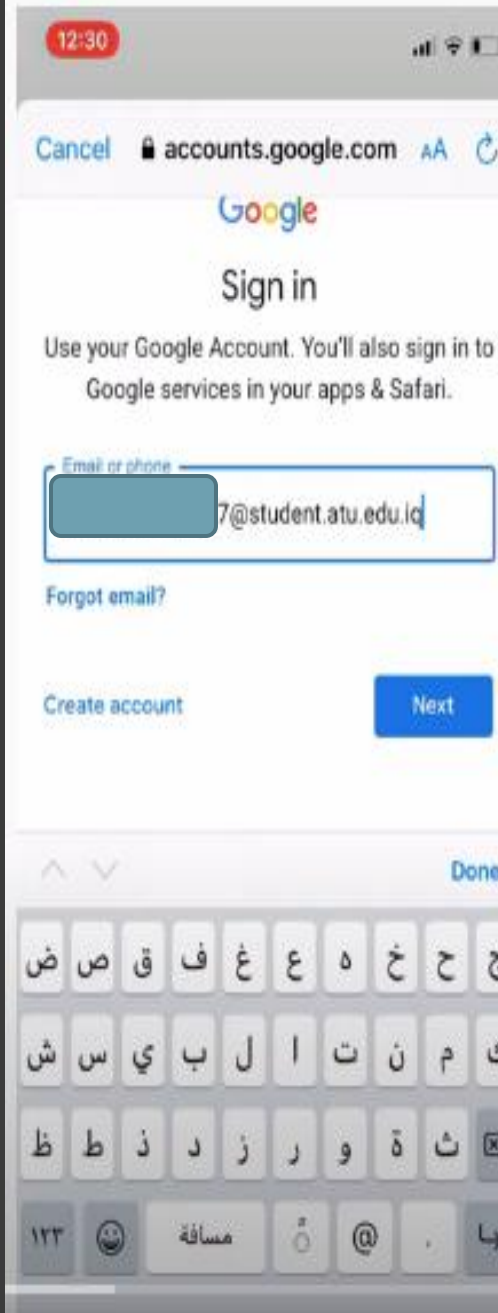 12:30
Cancel accounts.google.com AA
Google
Sign in
Use your Google Account. You'll also sign in to
Google services in your apps & Safari.
Email or phone
7@student.atu.edu.iq
Forgot email?
Create account Next
Done
ض ص ق ف غ ع ه خ ح ج
ش س ي ب ل ا ت ن م ك
ظ ط ذ د ز ر و ة ث
١٢٣ مسافة @ .